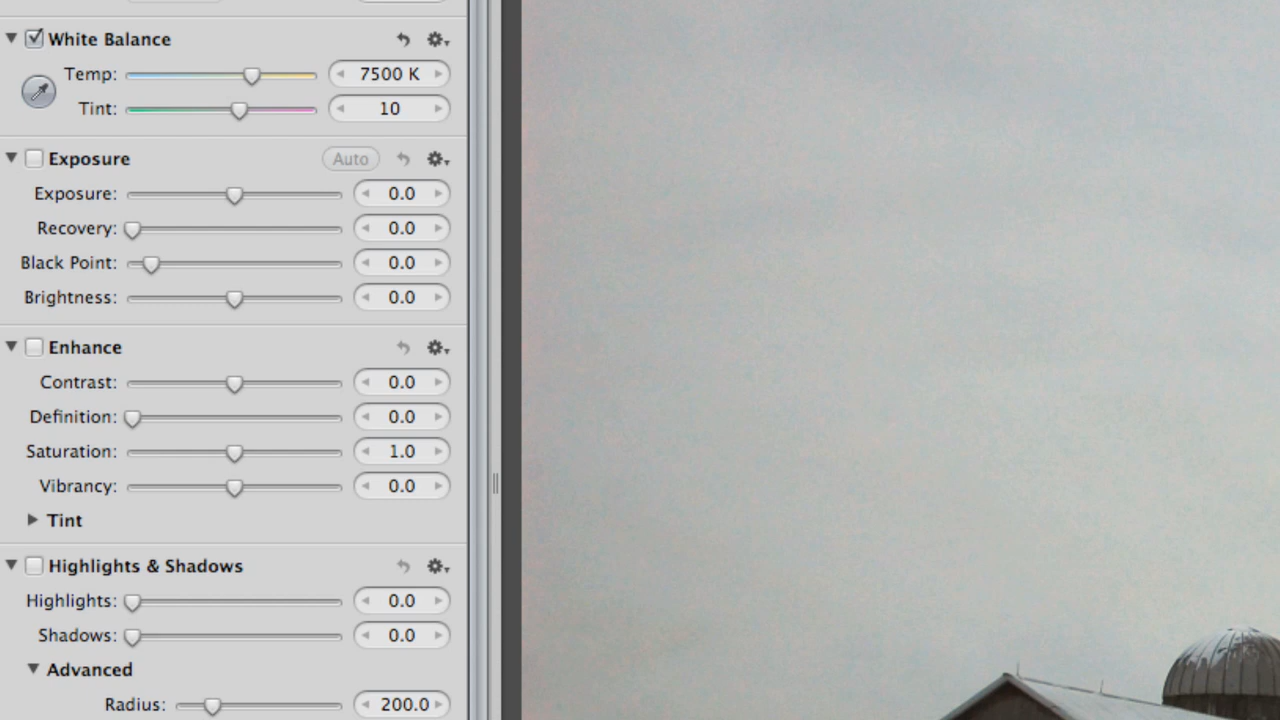 White Balance
Temp: 7500 K
Tint: 10
Exposure Auto
Exposure: 0.0
Recovery: 0.0
Black Point: 0.0
Brightness: 0.0
Enhance
Contrast: 0.0
Definition: 0.0
Saturation: 1.0
Vibrancy: 0.0
Tint
Highlights & Shadows
Highlights: 0.0
Shadows: 0.0
Advanced
Radius: 200.0